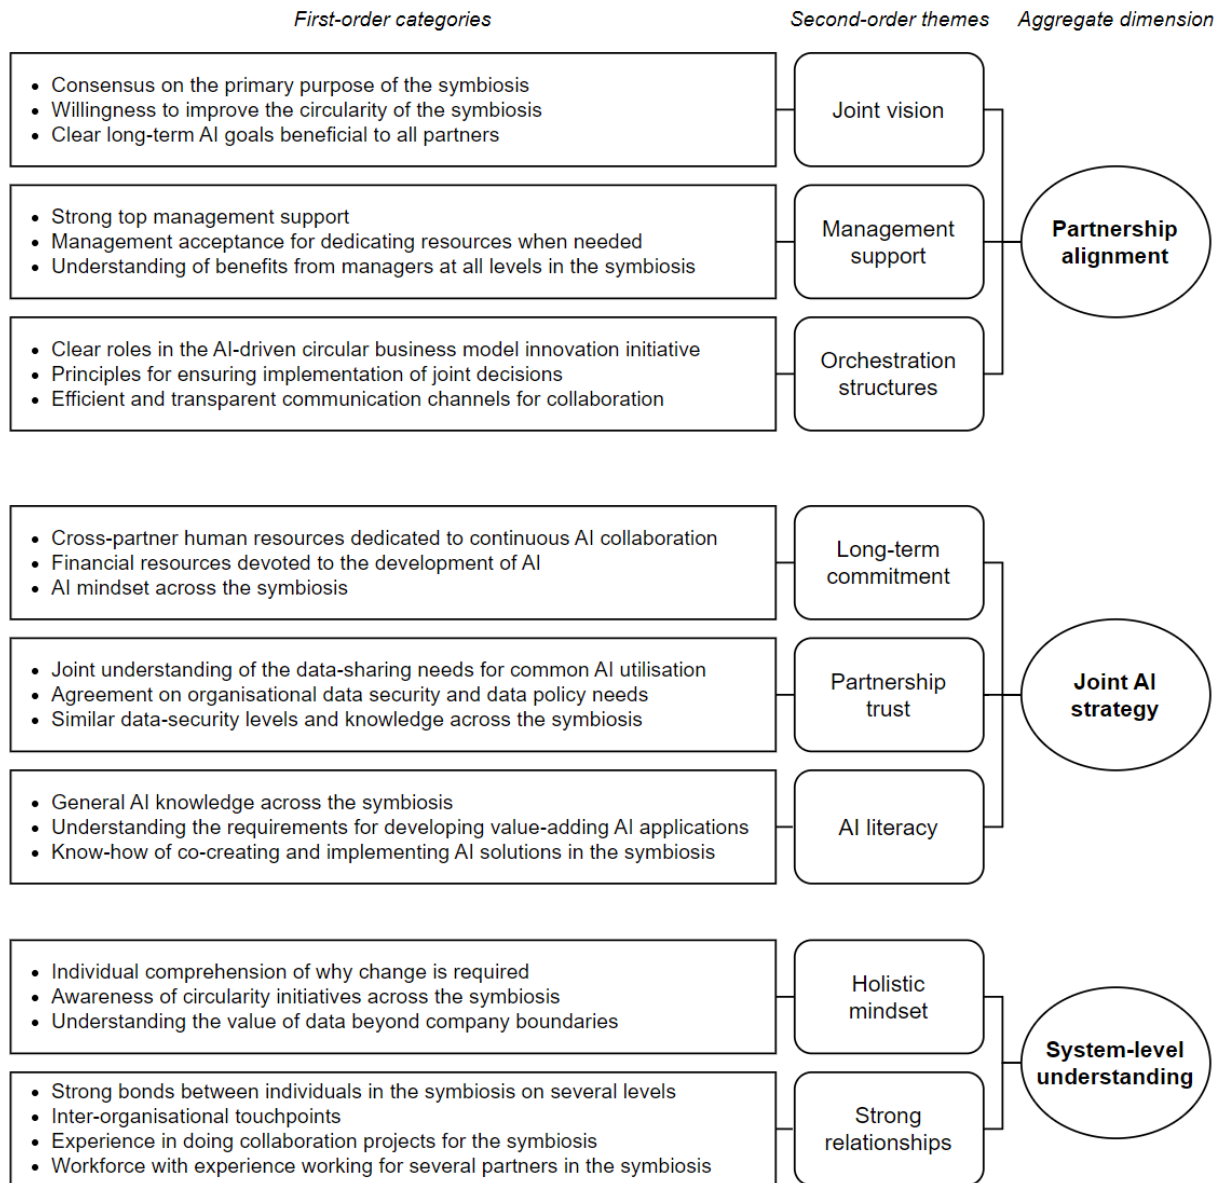 First-order categories
Second-order themes
Aggregate dimension
• Consensus on the primary purpose of the symbiosis
• Willingness to improve the circularity of the symbiosis
• Clear long-term AI goals beneficial to all partners
Joint vision
• Strong top management support
• Management acceptance for dedicating resources when needed
• Understanding of benefits from managers at all levels in the symbiosis
Management
support
• Clear roles in the AI-driven circular business model innovation initiative
• Principles for ensuring implementation of joint decisions
• Efficient and transparent communication channels for collaboration
Orchestration
structures
Partnership
alignment
• Cross-partner human resources dedicated to continuous AI collaboration
• Financial resources devoted to the development of AI
• AI mindset across the symbiosis
Long-term
commitment
• Joint understanding of the data-sharing needs for common AI utilisation
• Agreement on organisational data security and data policy needs
• Similar data-security levels and knowledge across the symbiosis
Partnership
trust
• General AI knowledge across the symbiosis
• Understanding the requirements for developing value-adding AI applications
• Know-how of co-creating and implementing AI solutions in the symbiosis
AI literacy
Joint AI
strategy
• Individual comprehension of why change is required
• Awareness of circularity initiatives across the symbiosis
• Understanding the value of data beyond company boundaries
Holistic
mindset
• Strong bonds between individuals in the symbiosis on several levels
• Inter-organisational touchpoints
• Experience in doing collaboration projects for the symbiosis
• Workforce with experience working for several partners in the symbiosis
Strong
relationships
System-level
understanding